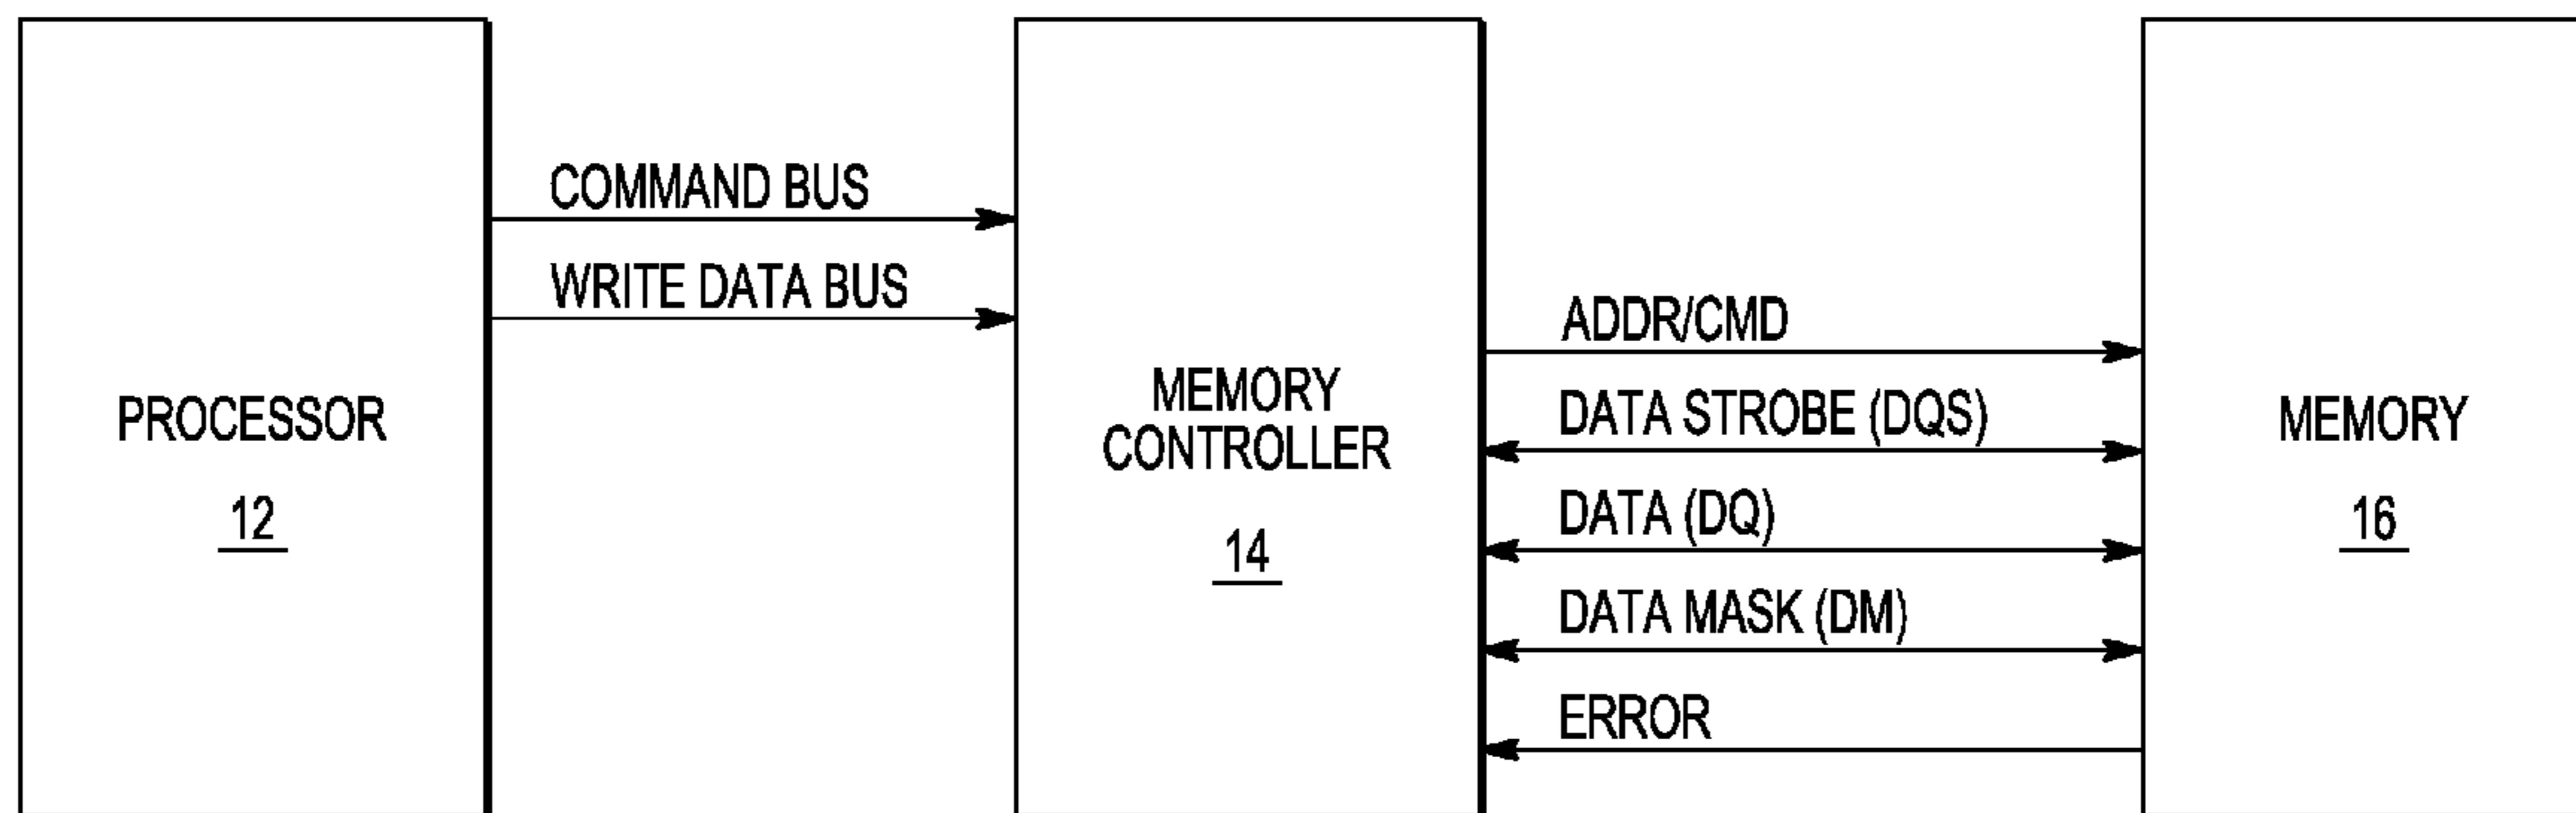 PROCESSOR
12
COMMAND BUS
WRITE DATA BUS
MEMORY
CONTROLLER
14
ADDR/CMD
DATA STROBE (DQS)
DATA (DQ)
DATA MASK (DM)
ERROR
MEMORY
16